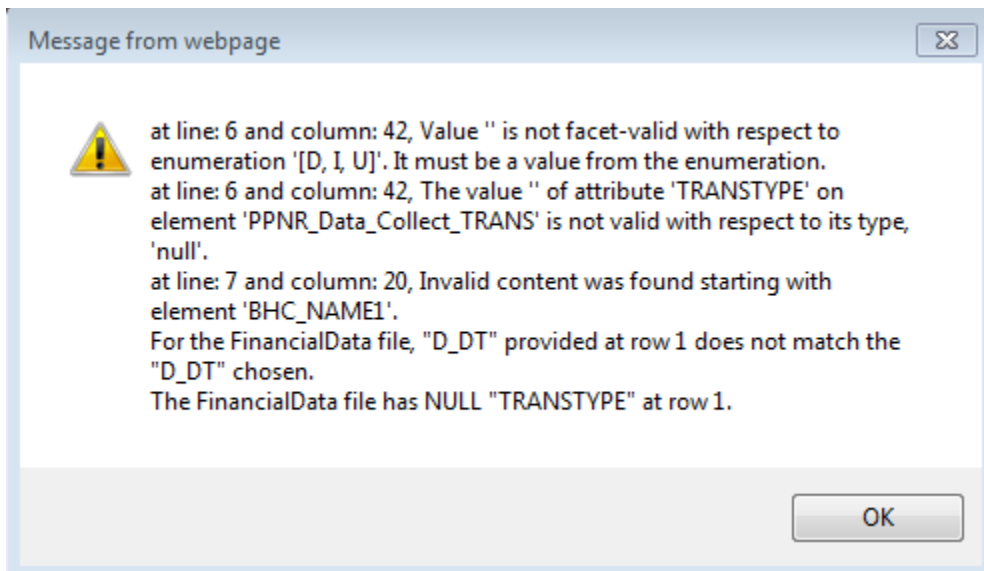 Message from webpage
at line: 6 and column: 42, Value '' is not facet-valid with respect to
enumeration '[D, I, U]'. It must be a value from the enumeration.
at line: 6 and column: 42, The value '' of attribute 'TRANSTYPE' on
element 'PPNR_Data_Collect_TRANS' is not valid with respect to its type,
'null'.
at line: 7 and column: 20, Invalid content was found starting with
element 'BHC_NAME1'.
For the FinancialData file, "D_DT" provided at row 1 does not match the
"D_DT" chosen.
The FinancialData file has NULL "TRANSTYPE" at row 1.
OK